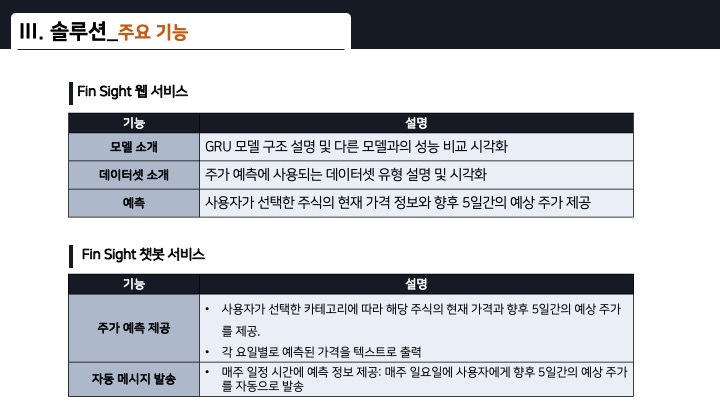 III. 솔루션_주요 기능
Fin Sight 웹 서비스
기능 설명
모델 소개 GRU 모델 구조 설명 및 다른 모델과의 성능 비교 시각화
데이터셋 소개 주가 예측에 사용되는 데이터셋 유형 설명 및 시각화
예측 사용자가 선택한 주식의 현재 가격 정보와 향후 5일간의 예상 주가 제공
Fin Sight 챗봇 서비스
기능 설명
주가 예측 제공
• 사용자가 선택한 카테고리에 따라 해당 주식의 현재 가격과 향후 5일간의 예상 주가
를 제공.
• 각 요일별로 예측된 가격을 텍스트로 출력
자동 메시지 발송
• 매주 일정 시간에 예측 정보 제공: 매주 일요일에 사용자에게 향후 5일간의 예상 주가
를 자동으로 발송